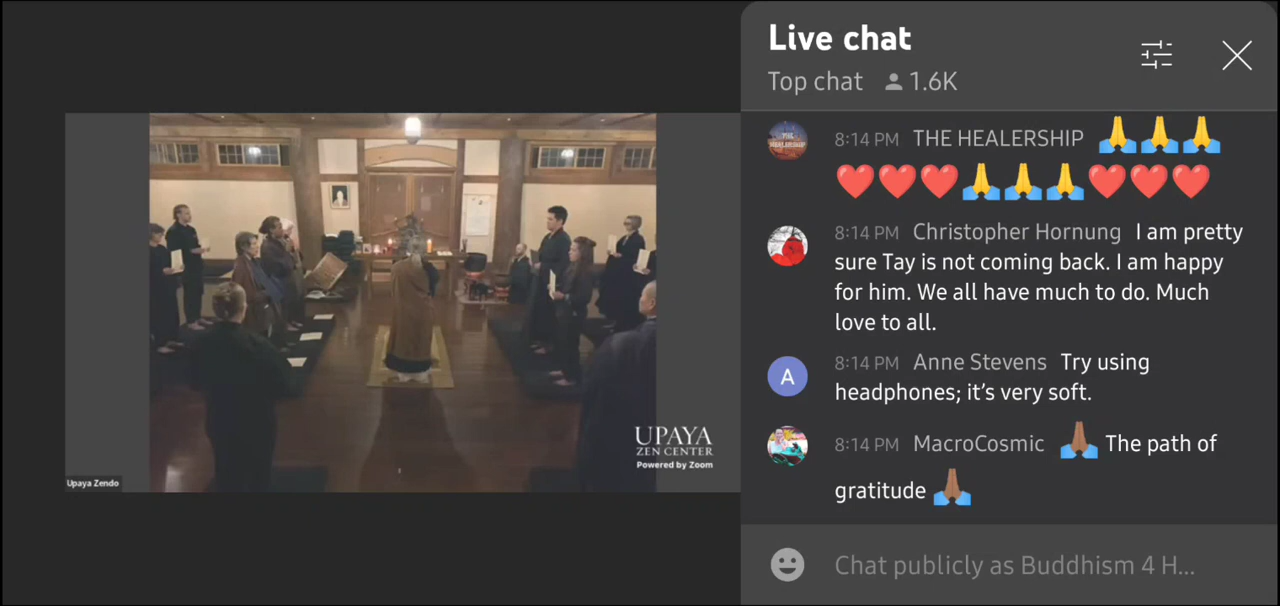 Live chat
Top chat 1.6K
8:14 PM THE HEALERSHIP 🙏🙏🙏
❤️❤️❤️🙏🙏🙏❤️❤️❤️
8:14 PM Christopher Hornung I am pretty
sure Tay is not coming back. I am happy
for him. We all have much to do. Much
love to all.
A
8:14 PM Anne Stevens Try using
headphones; it’s very soft.
8:14 PM MacroCosmic 🙏🏾 The path of
gratitude 🙏🏾
Chat publicly as Buddhism 4 H...
UPAYA
ZEN CENTER
Powered by Zoom
Upaya Zendo